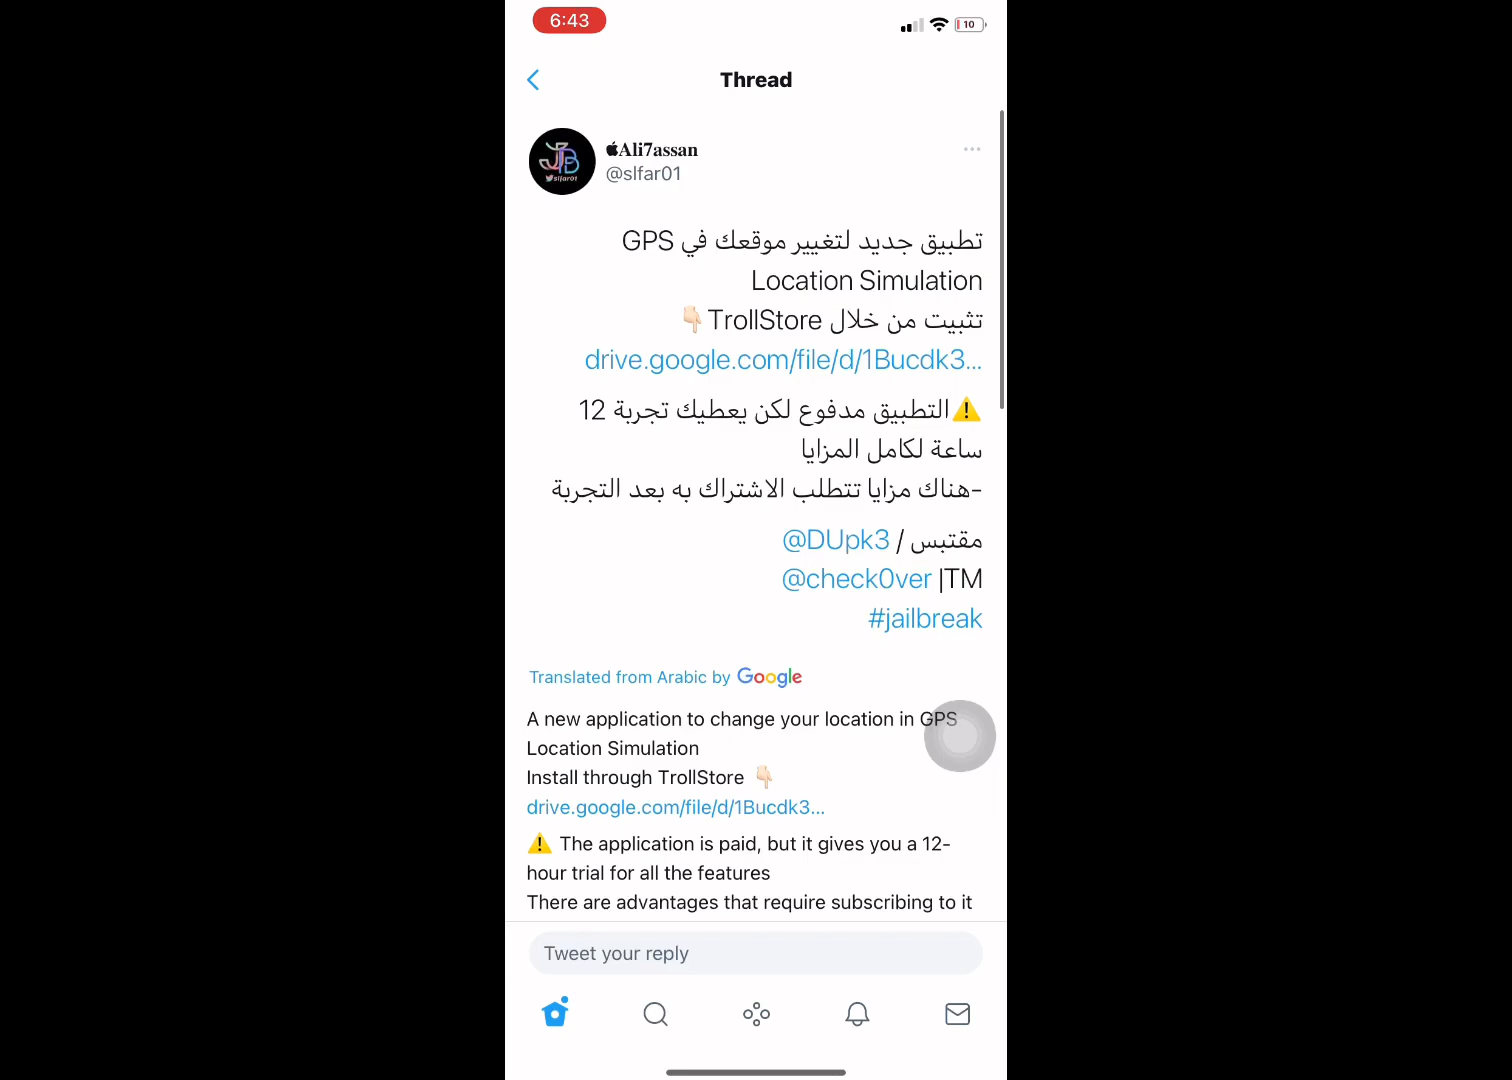 6:43
10
Thread
Ali7assan
@slfar01
JB
slfar01
تطبيق جديد لتغيير موقعك في GPS
Location Simulation
تثبيت من خلال TrollStore👇🏻
drive.google.com/file/d/1Bucdk3...
⚠️التطبيق مدفوع لكن يعطيك تجربة 12
ساعة لكامل المزايا
-هناك مزايا تتطلب الاشتراك به بعد التجربة
مقتبس / @DUpk3
@check0ver |TM
#jailbreak
Translated from Arabic by Google
A new application to change your location in GPS
Location Simulation
Install through TrollStore 👇🏻
drive.google.com/file/d/1Bucdk3...
⚠️ The application is paid, but it gives you a 12-
hour trial for all the features
There are advantages that require subscribing to it
Tweet your reply